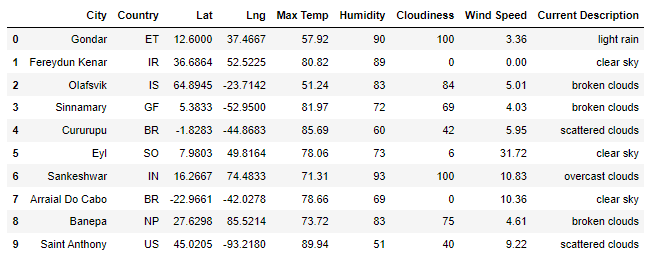 City Country Lat Lng Max Temp Humidity Cloudiness Wind Speed Current Description
0 Gondar ET 12.6000 37.4667 57.92 90 100 3.36 light rain
1 Fereydun Kenar IR 36.6864 52.5225 80.82 89 0 0.00 clear sky
2 Olafsvik IS 64.8945 -23.7142 51.24 83 84 5.01 broken clouds
3 Sinnamary GF 5.3833 -52.9500 81.97 72 69 4.03 broken clouds
4 Cururupu BR -1.8283 -44.8683 85.69 60 42 5.95 scattered clouds
5 Eyl SO 7.9803 49.8164 78.06 73 6 31.72 clear sky
6 Sankeshwar IN 16.2667 74.4833 71.31 93 100 10.83 overcast clouds
7 Arraial Do Cabo BR -22.9661 -42.0278 78.66 69 0 10.36 clear sky
8 Banepa NP 27.6298 85.5214 73.72 83 75 4.61 broken clouds
9 Saint Anthony US 45.0205 -93.2180 89.94 51 40 9.22 scattered clouds